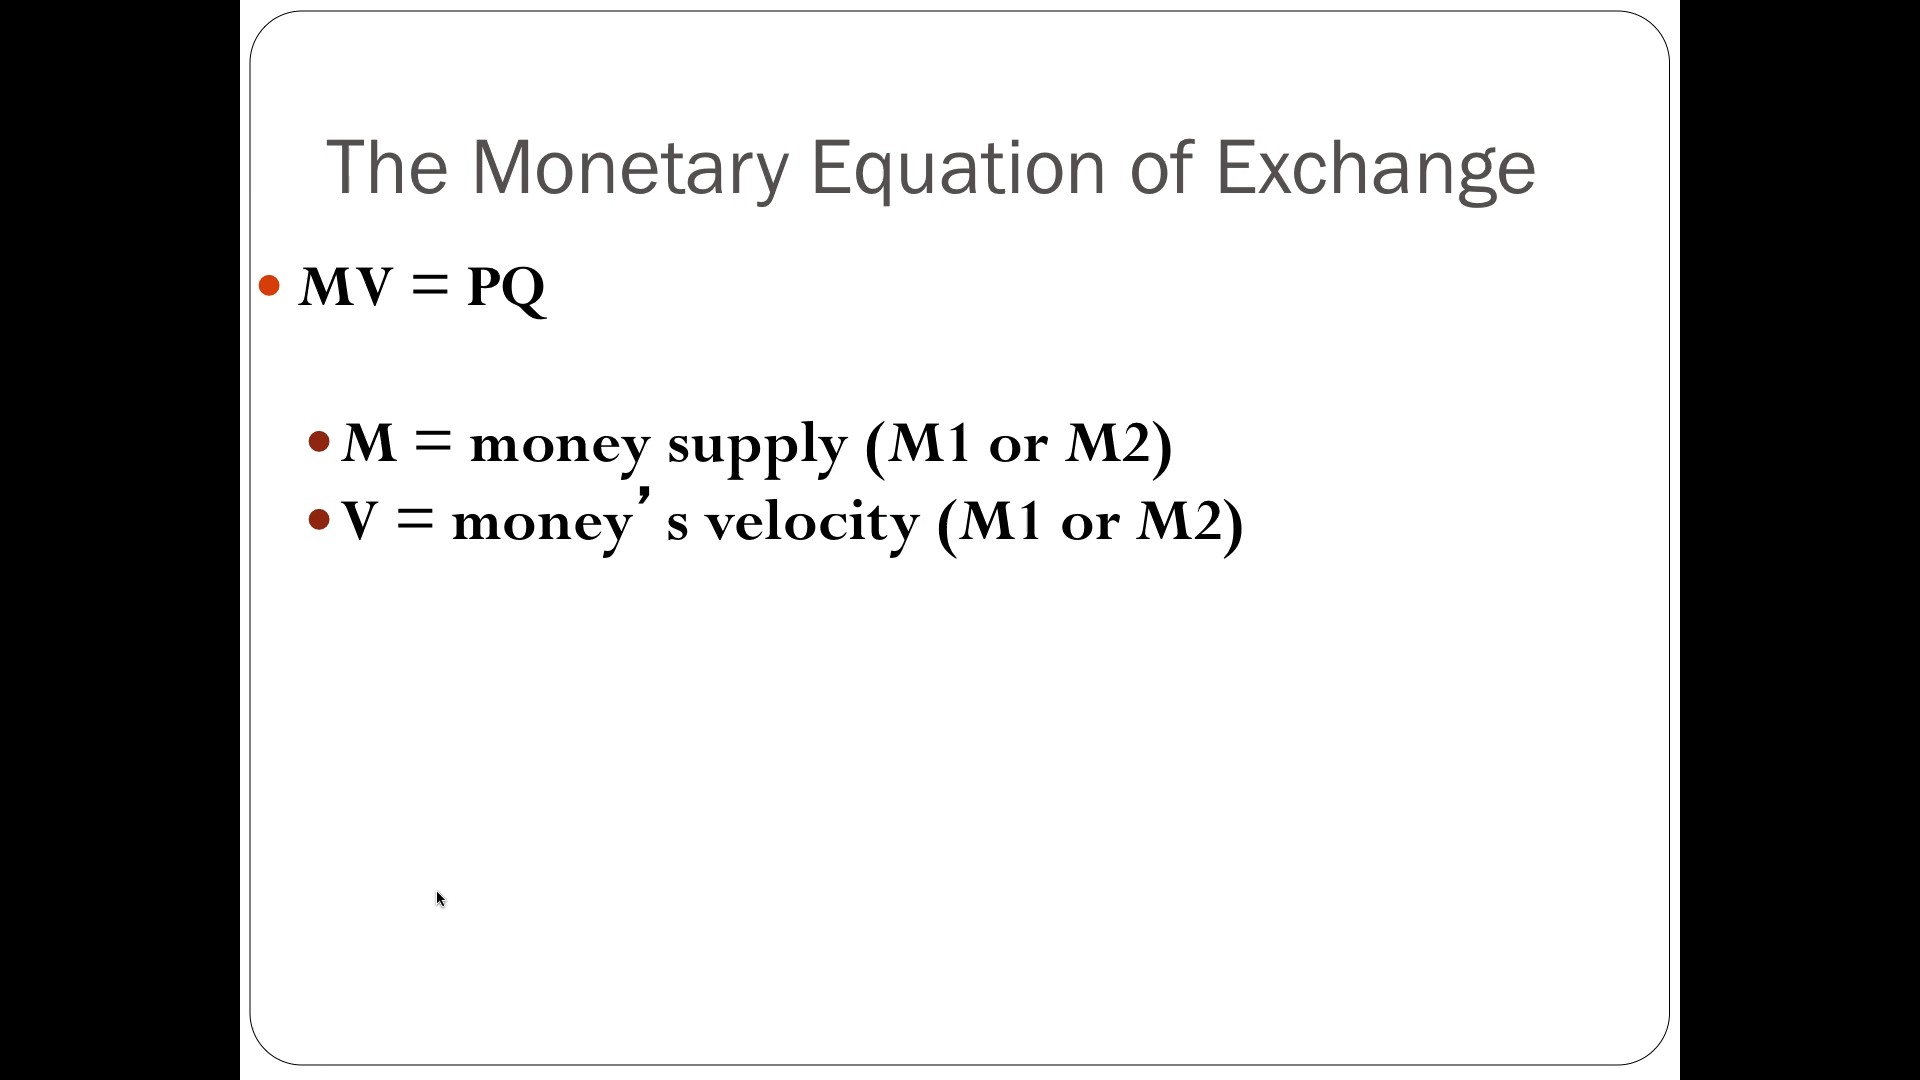 The Monetary Equation of Exchange
• MV = PQ
• M = money supply (M1 or M2)
• V = money’s velocity (M1 or M2)